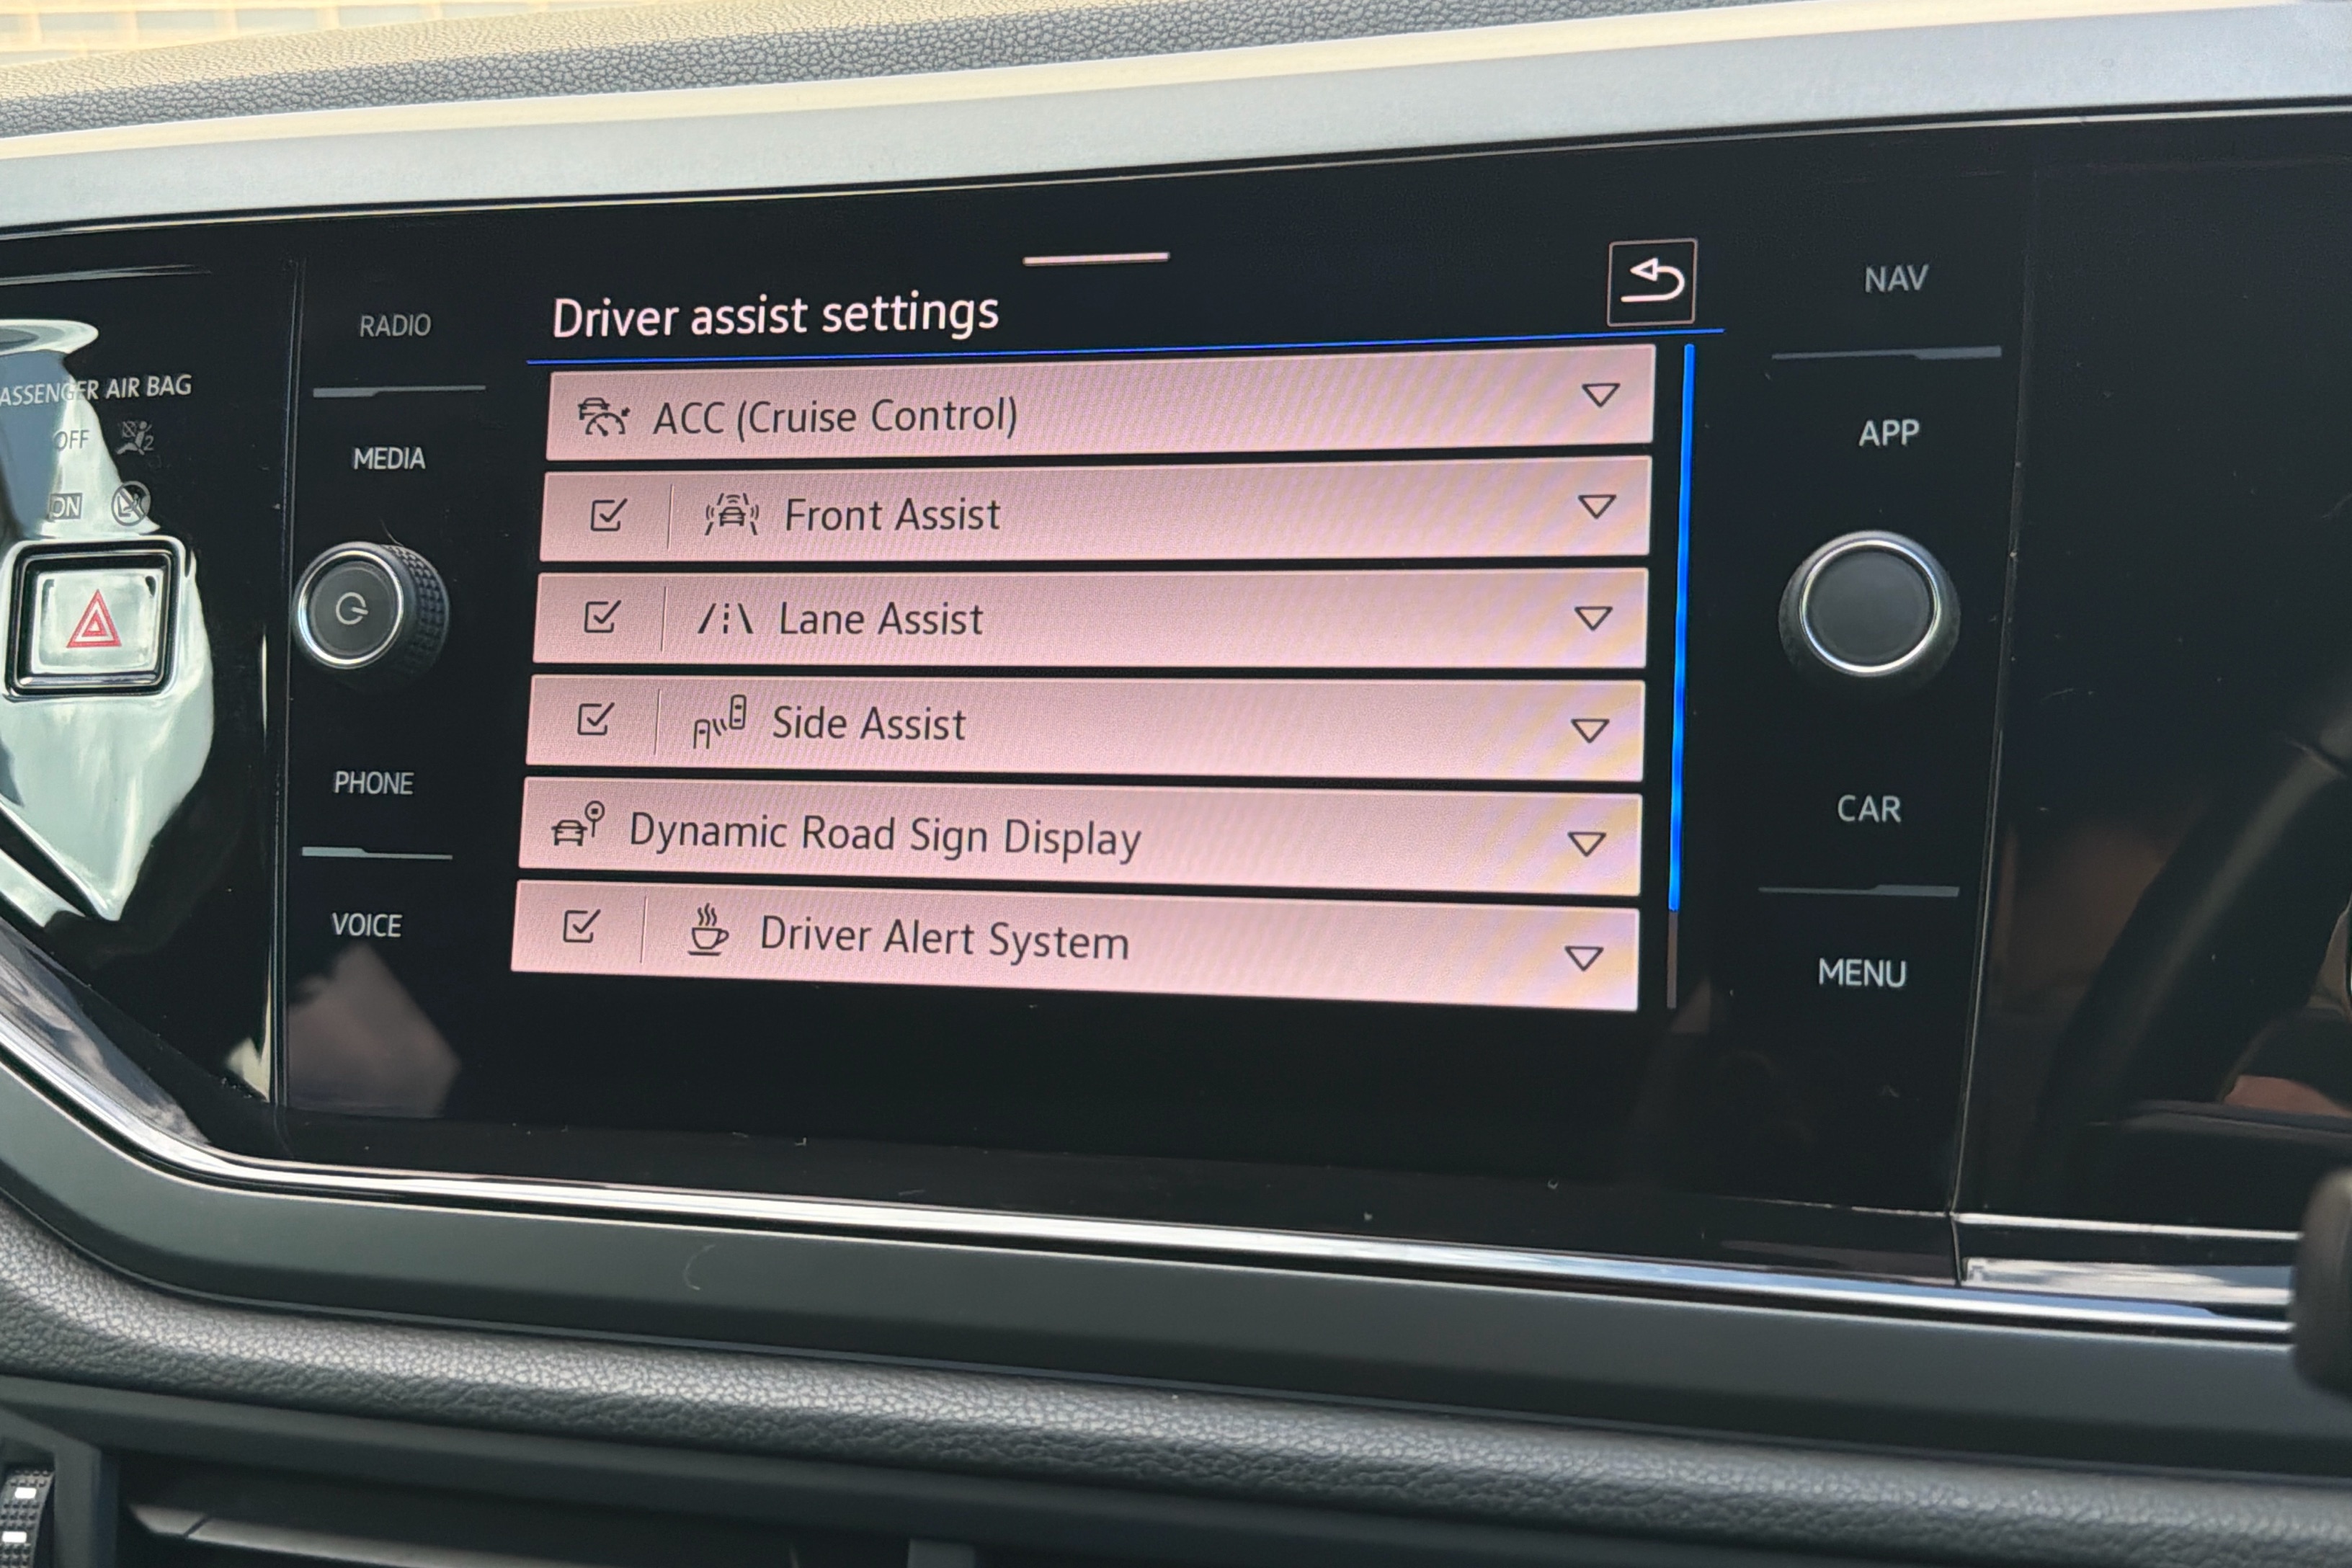 Driver assist settings
ACC (Cruise Control)
Front Assist
Lane Assist
Side Assist
Dynamic Road Sign Display
Driver Alert System
RADIO
MEDIA
PHONE
VOICE
NAV
APP
CAR
MENU
ASSENGER AIR BAG
OFF
2
ON